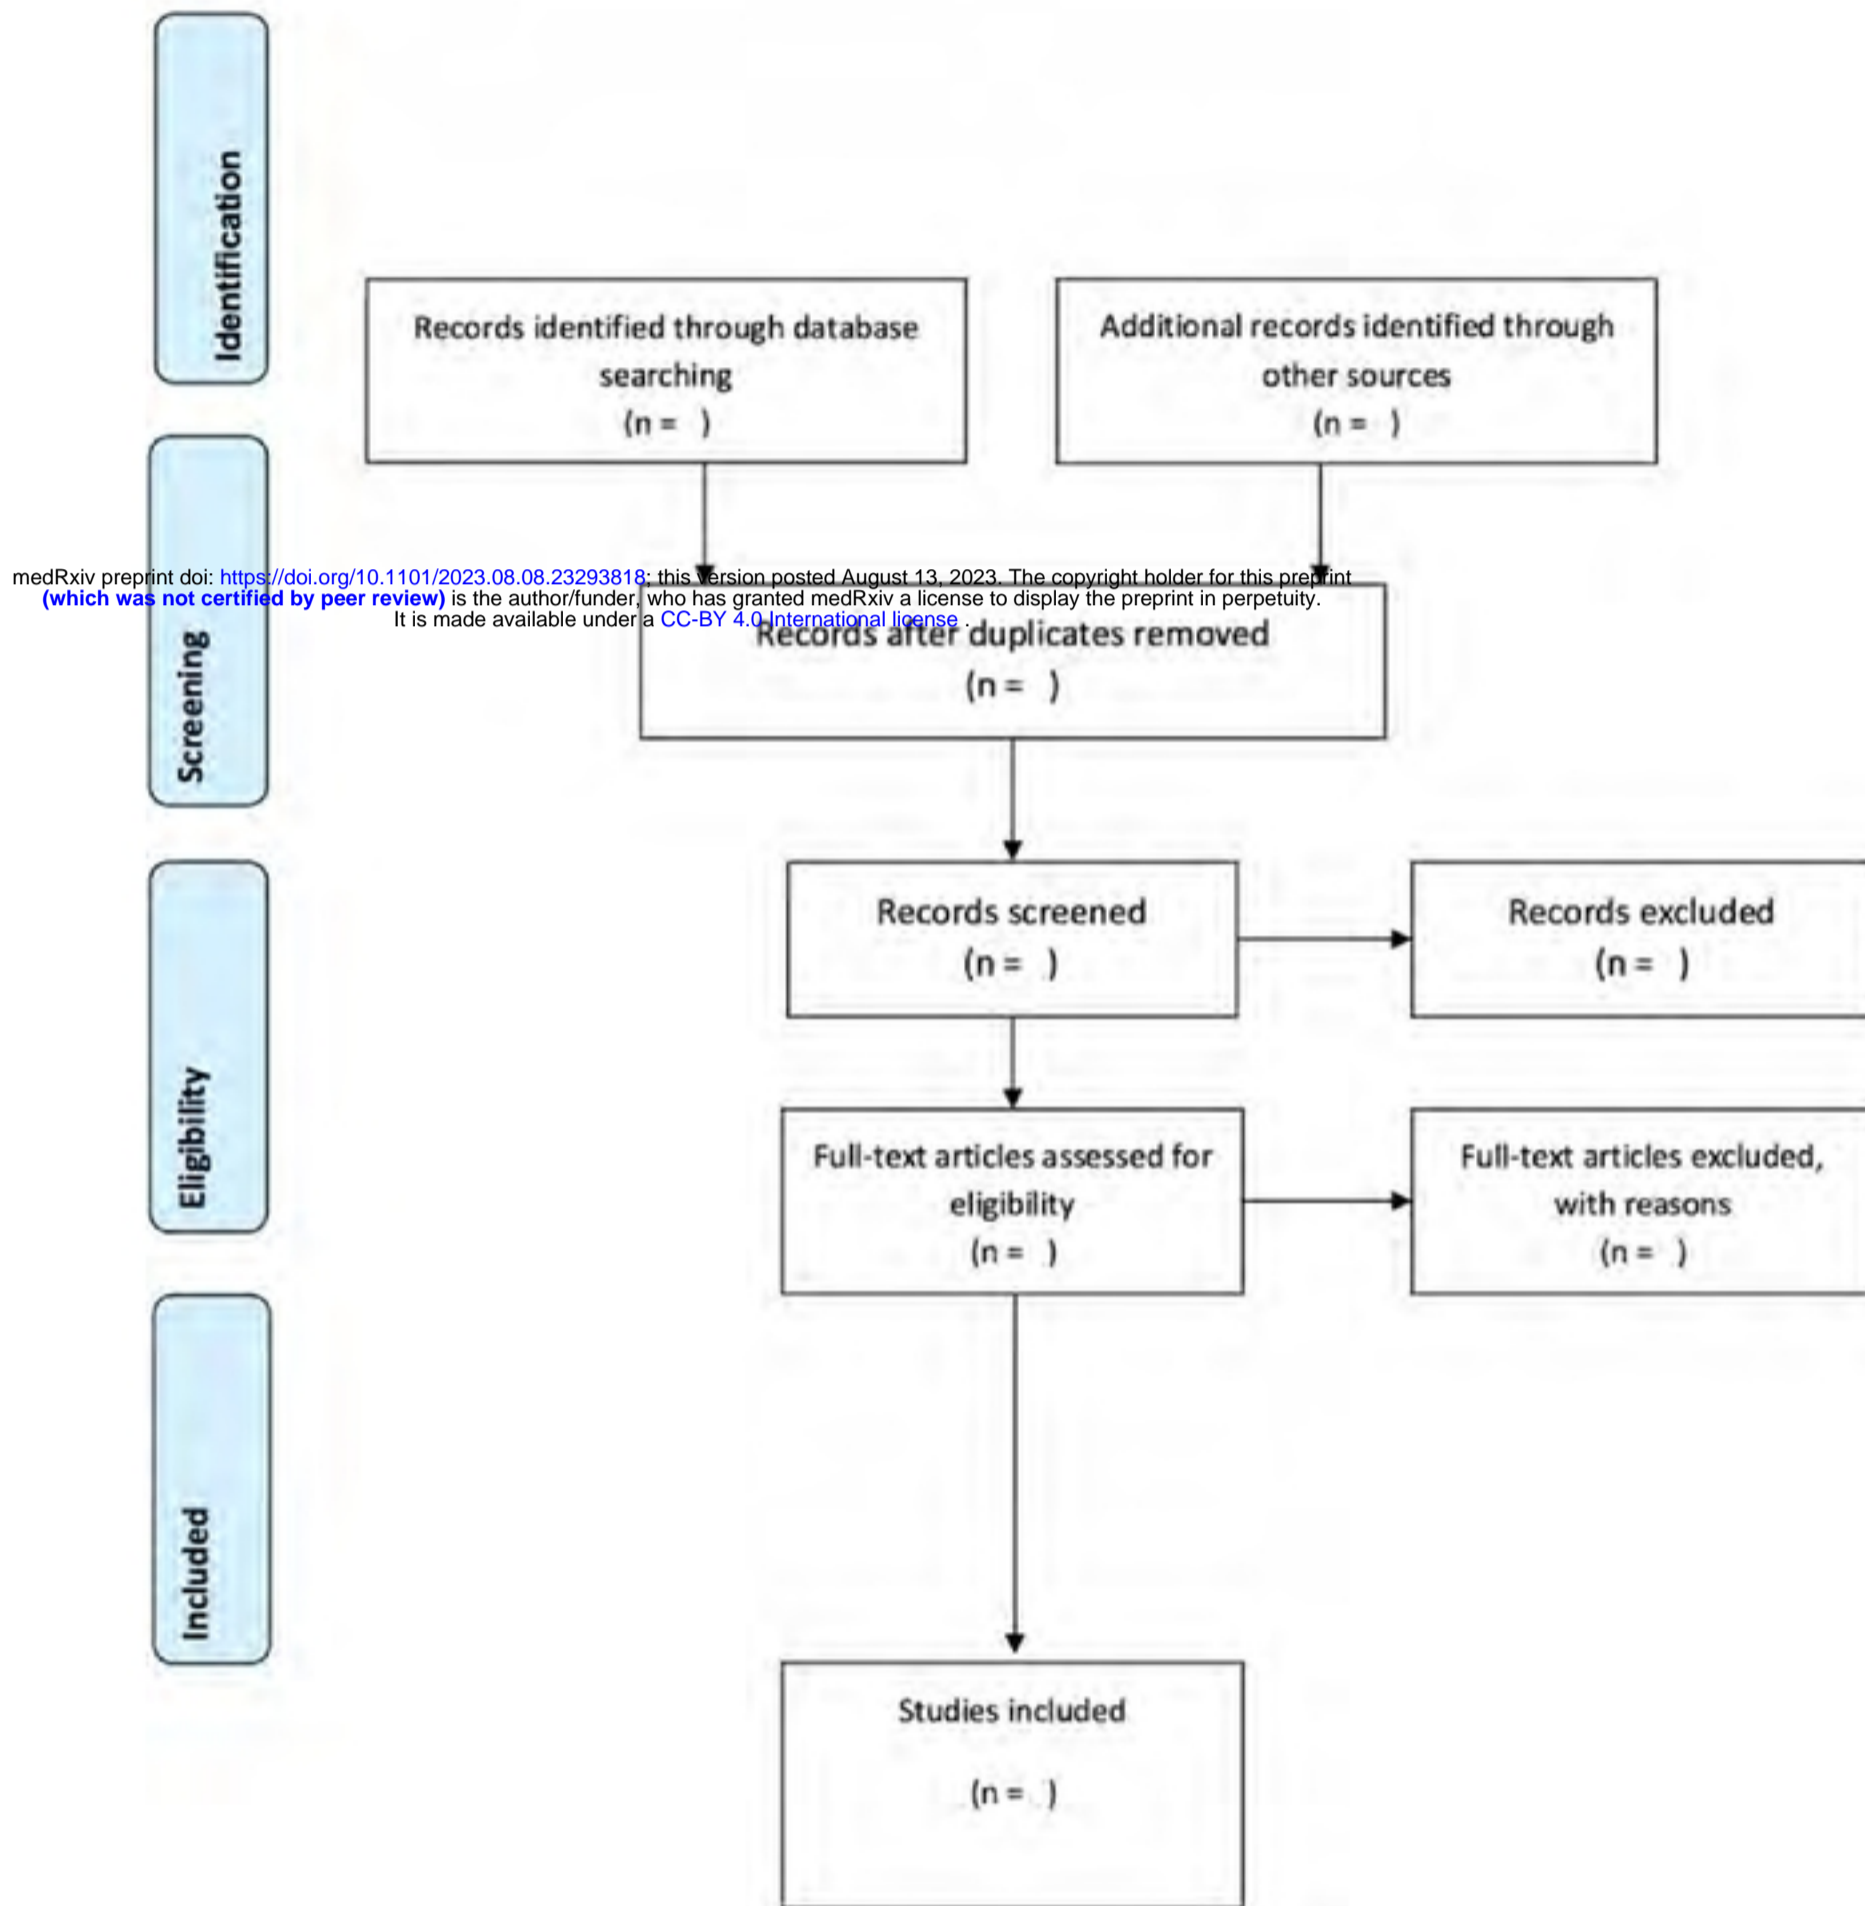 Identification
Records identified through database
searching
(n =   )
Additional records identified through
other sources
(n =   )
medRxiv preprint doi: https://doi.org/10.1101/2023.08.08.23293818; this version posted August 13, 2023. The copyright holder for this preprint
(which was not certified by peer review) is the author/funder, who has granted medRxiv a license to display the preprint in perpetuity.
It is made available under a CC-BY 4.0 International license .
Screening
Records after duplicates removed
(n =   )
Records screened
(n =   )
Records excluded
(n =   )
Eligibility
Full-text articles assessed for
eligibility
(n =   )
Full-text articles excluded,
with reasons
(n =   )
Included
Studies included
(n =   )